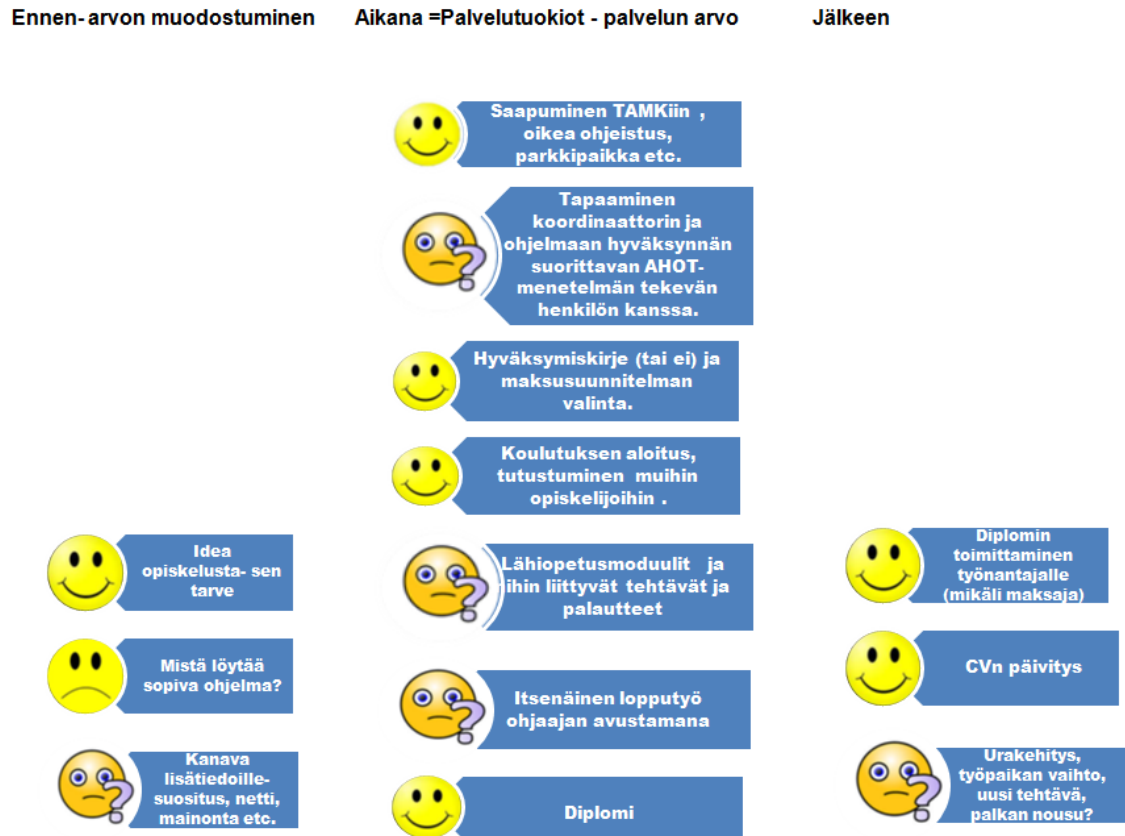 Ennen- arvon muodostuminen
Aikana =Palvelutuokiot - palvelun arvo
Jälkeen
Idea
opiskelusta- sen
tarve
Mistä löytää
sopiva ohjelma?
Kanava
lisätiedoille-
suositus, netti,
mainonta etc.
Saapuminen TAMKiin ,
oikea ohjeistus,
parkkipaikka etc.
Tapaaminen
koordinaattorin ja
ohjelmaan hyväksynnän
suorittavan AHOT-
menetelmän tekevän
henkilön kanssa.
Hyväksymiskirje (tai ei) ja
maksusuunnitelman
valinta.
Koulutuksen aloitus,
tutustuminen muihin
opiskelijoihin .
Lähiopetusmoduulit ja
niihin liittyvät tehtävät ja
palautteet
Itsenäinen lopputyö
ohjaajan avustamana
Diplomi
Diplomin
toimittaminen
työnantajalle
(mikäli maksaja)
CVn päivitys
Urakehitys,
työpaikan vaihto,
uusi tehtävä,
palkan nousu?